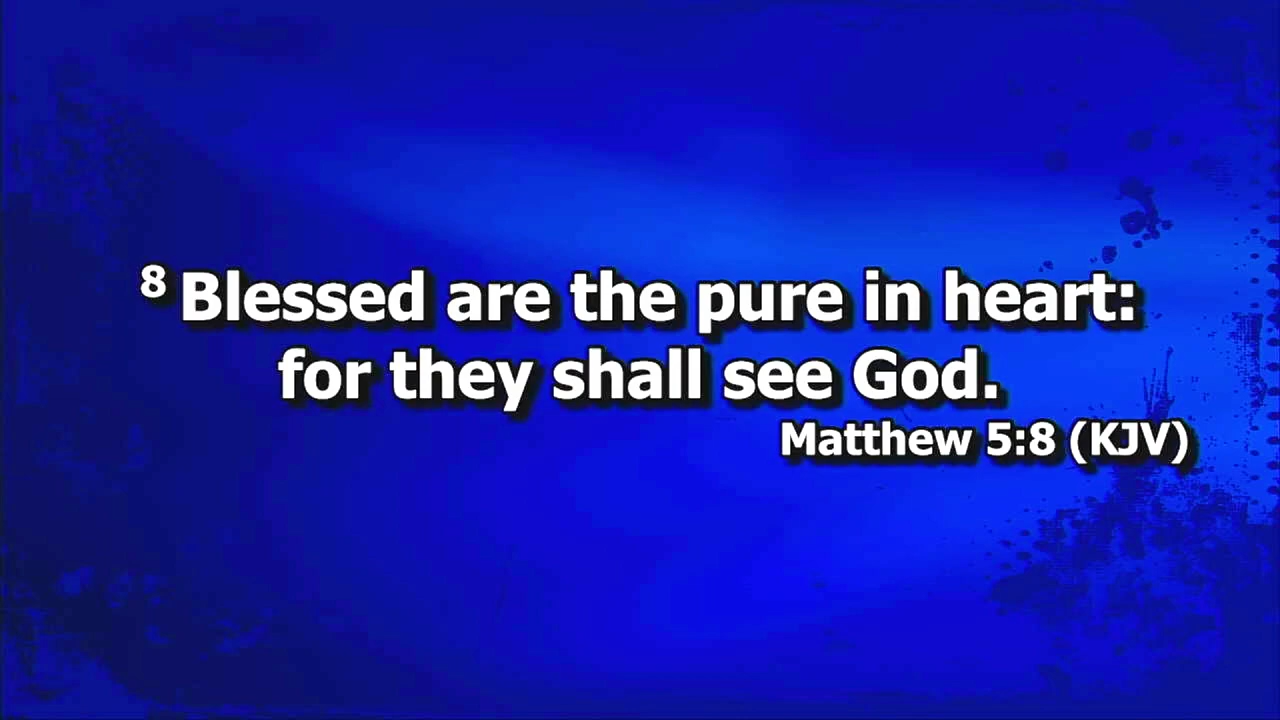 8 Blessed are the pure in heart:
for they shall see God.
Matthew 5:8 (KJV)